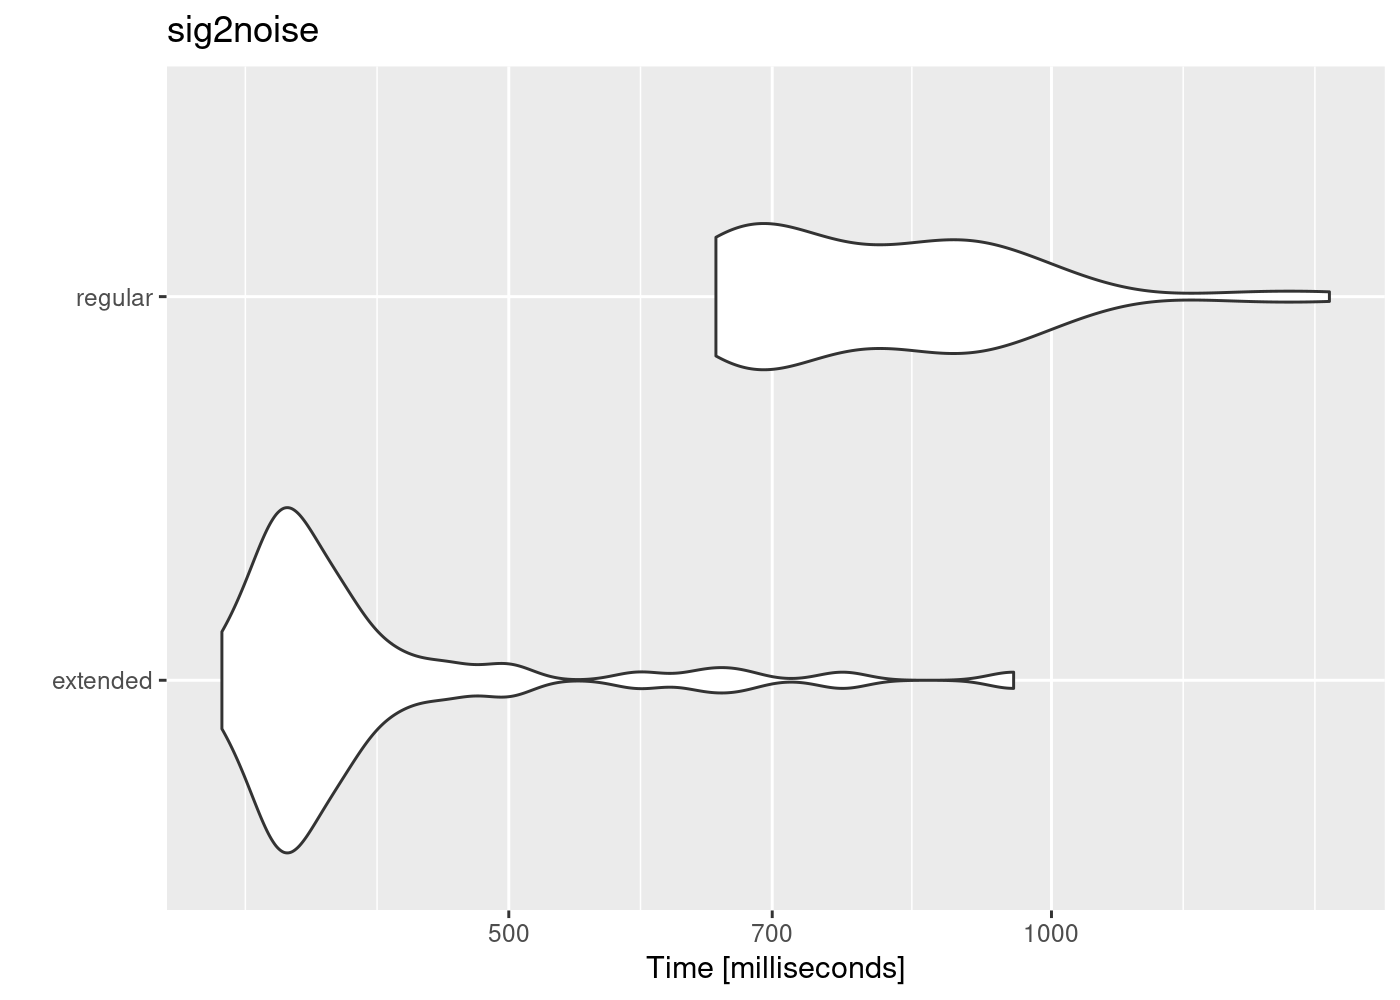 sig2noise
regular
extended
500 700 1000
Time [milliseconds]